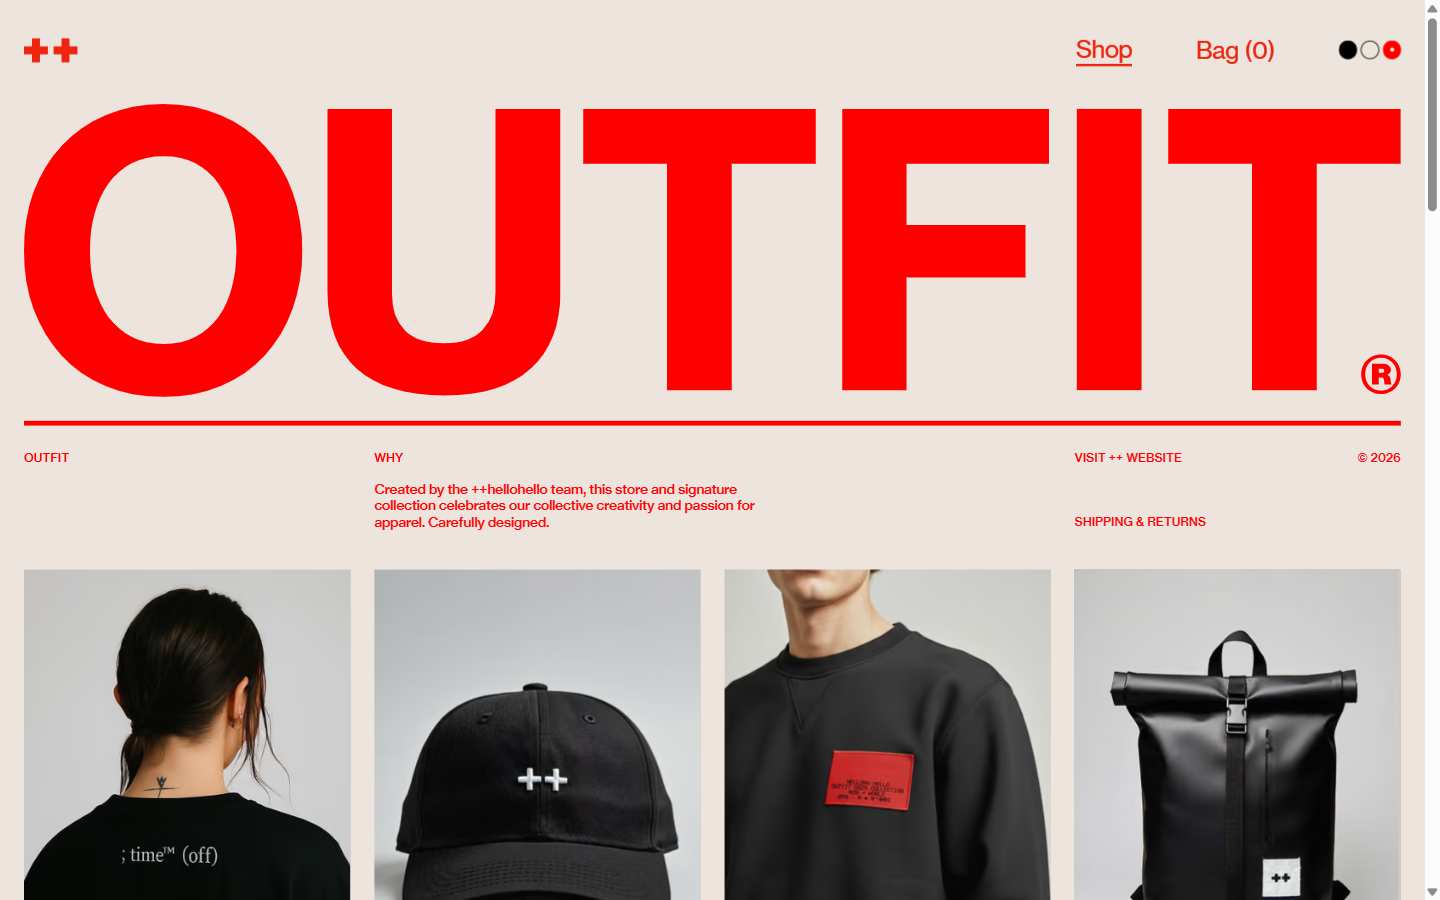 ++
Shop
Bag (0)
OUTFIT®
OUTFIT
WHY
VISIT ++ WEBSITE
© 2026
Created by the ++hellohello team, this store and signature
collection celebrates our collective creativity and passion for
apparel. Carefully designed.
SHIPPING & RETURNS
; time™ (off)
++
++